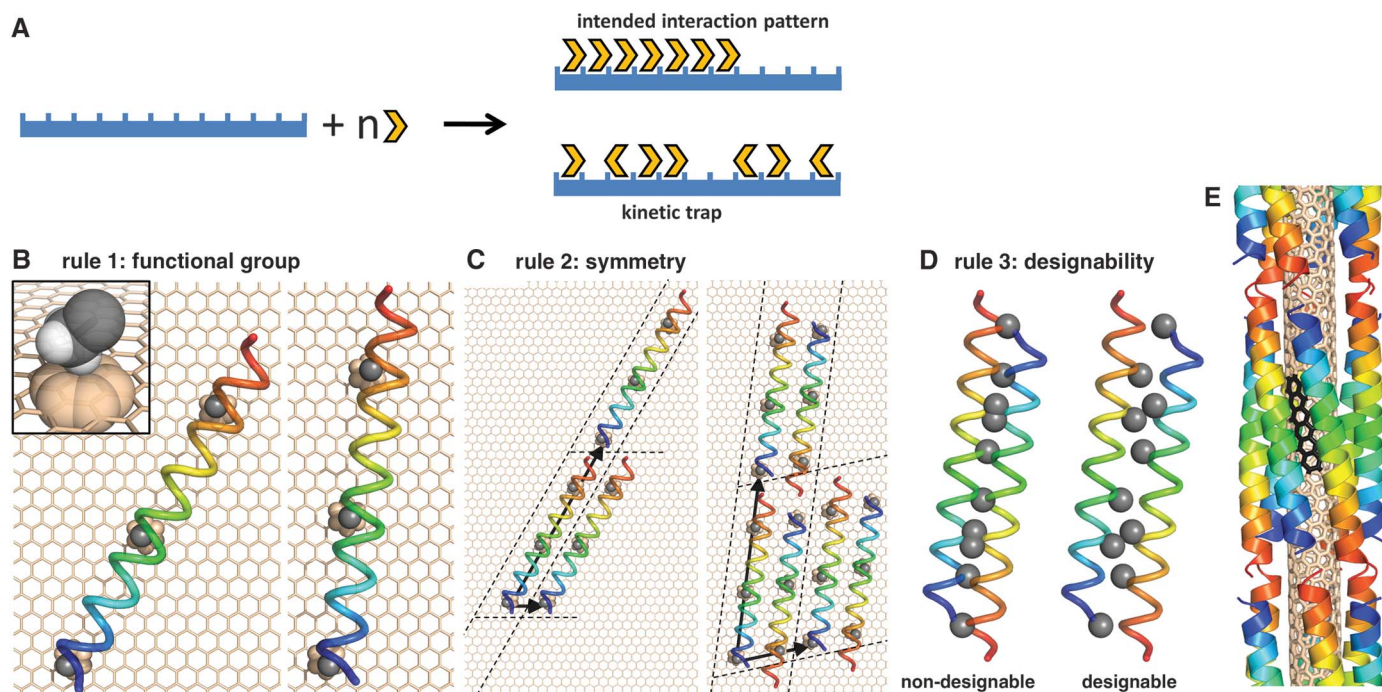 A
intended interaction pattern
+ n
kinetic trap
B rule 1: functional group
C rule 2: symmetry
D rule 3: designability
E
non-designable
designable